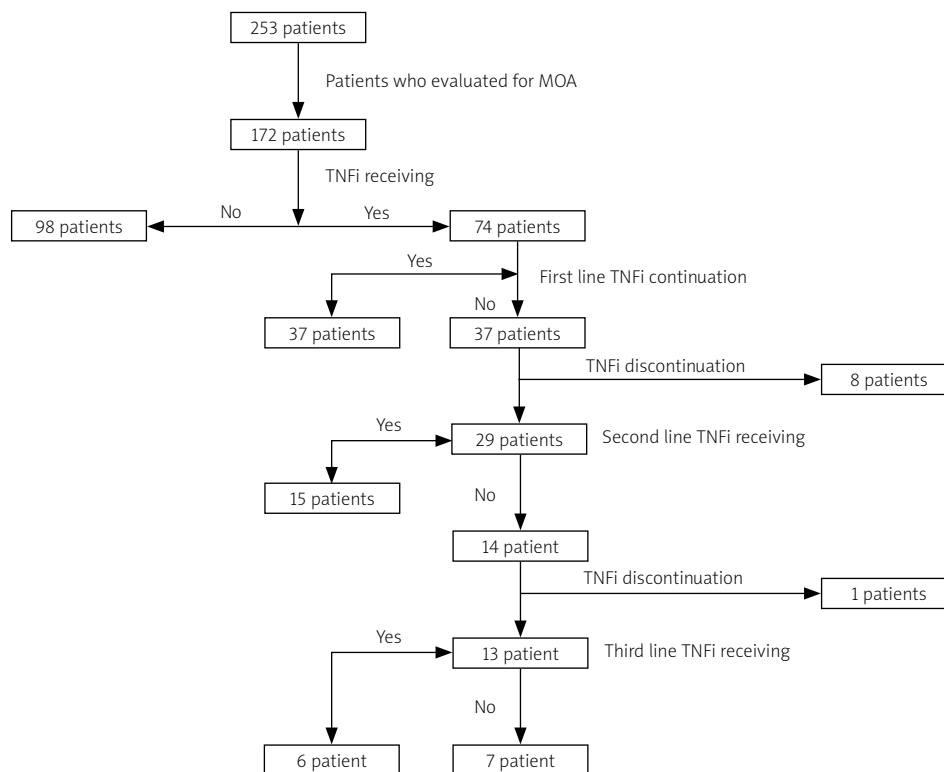 253 patients
Patients who evaluated for MOA
172 patients
TNFi receiving
No
Yes
98 patients
74 patients
Yes
First line TNFi continuation
No
37 patients
37 patients
TNFi discontinuation
8 patients
Yes
29 patients
Second line TNFi receiving
15 patients
No
14 patient
TNFi discontinuation
1 patients
Yes
13 patient
Third line TNFi receiving
No
6 patient
7 patient